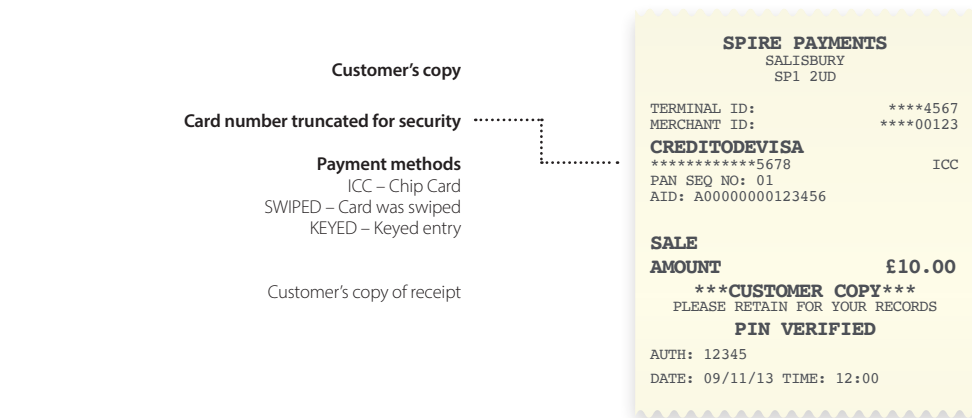 Customer’s copy
Card number truncated for security
Payment methods
ICC – Chip Card
SWIPED – Card was swiped
KEYED – Keyed entry
Customer’s copy of receipt
SPIRE PAYMENTS
SALISBURY
SP1 2UD
TERMINAL ID: ****4567
MERCHANT ID: ****00123
CREDITODEVISA
************5678 ICC
PAN SEQ NO: 01
AID: A00000000123456
SALE
AMOUNT £10.00
***CUSTOMER COPY***
PLEASE RETAIN FOR YOUR RECORDS
PIN VERIFIED
AUTH: 12345
DATE: 09/11/13 TIME: 12:00